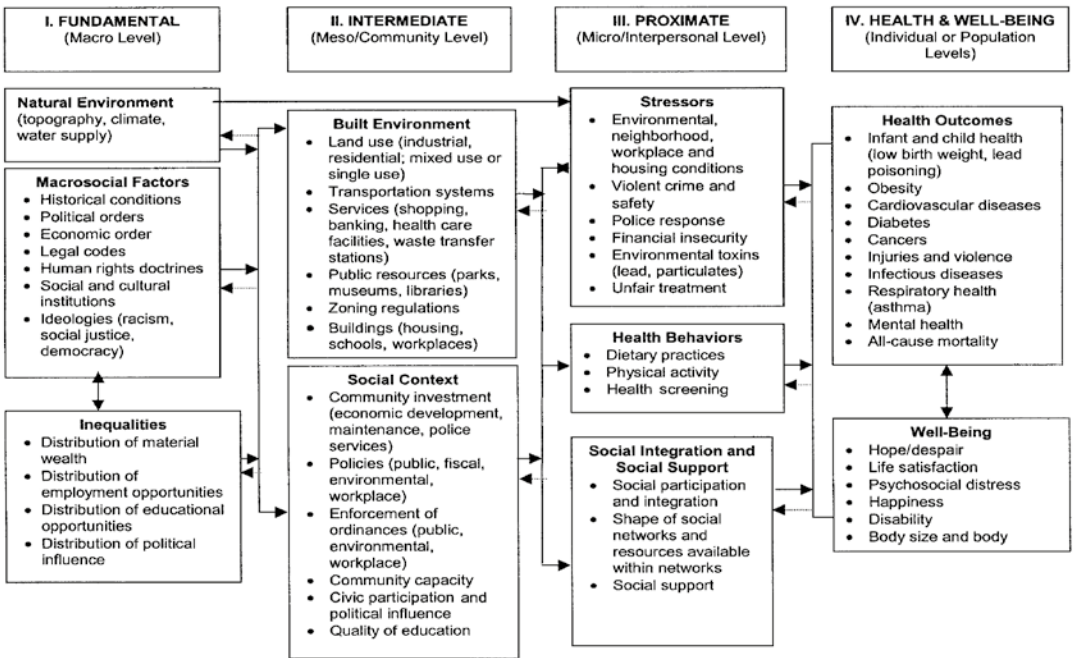 I. FUNDAMENTAL
(Macro Level)
II. INTERMEDIATE
(Meso/Community Level)
III. PROXIMATE
(Micro/Interpersonal Level)
IV. HEALTH & WELL-BEING
(Individual or Population
Levels)
Natural Environment
(topography, climate,
water supply)
Macrosocial Factors
• Historical conditions
• Political orders
• Economic order
• Legal codes
• Human rights doctrines
• Social and cultural
institutions
• Ideologies (racism,
social justice,
democracy)
Inequalities
• Distribution of material
wealth
• Distribution of
employment opportunities
• Distribution of educational
opportunities
• Distribution of political
influence
Built Environment
• Land use (industrial,
residential; mixed use or
single use)
• Transportation systems
• Services (shopping,
banking, health care
facilities, waste transfer
stations)
• Public resources (parks,
museums, libraries)
• Zoning regulations
• Buildings (housing,
schools, workplaces)
Social Context
• Community investment
(economic development,
maintenance, police
services)
• Policies (public, fiscal,
environmental,
workplace)
• Enforcement of
ordinances (public,
environmental,
workplace)
• Community capacity
• Civic participation and
political influence
• Quality of education
Stressors
• Environmental,
neighborhood,
workplace and
housing conditions
• Violent crime and
safety
• Police response
• Financial insecurity
• Environmental toxins
(lead, particulates)
• Unfair treatment
Health Behaviors
• Dietary practices
• Physical activity
• Health screening
Social Integration and
Social Support
• Social participation
and integration
• Shape of social
networks and
resources available
within networks
• Social support
Health Outcomes
• Infant and child health
(low birth weight, lead
poisoning)
• Obesity
• Cardiovascular diseases
• Diabetes
• Cancers
• Injuries and violence
• Infectious diseases
• Respiratory health
(asthma)
• Mental health
• All-cause mortality
Well-Being
• Hope/despair
• Life satisfaction
• Psychosocial distress
• Happiness
• Disability
• Body size and body